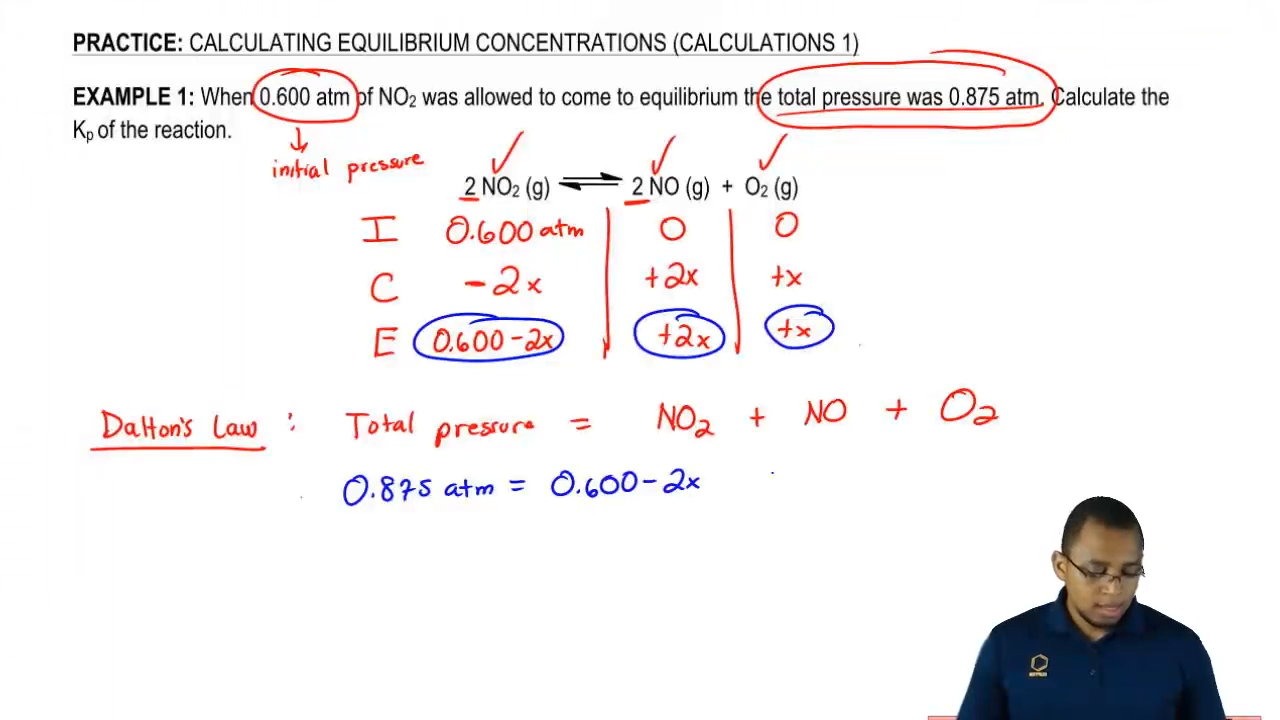 PRACTICE: CALCULATING EQUILIBRIUM CONCENTRATIONS (CALCULATIONS 1)
EXAMPLE 1: When 0.600 atm of NO₂ was allowed to come to equilibrium the total pressure was 0.875 atm. Calculate the
Kp of the reaction.
initial pressure
2 NO₂ (g) ⇌ 2 NO (g) + O₂ (g)
I 0.600 atm 0 0
C -2x +2x +x
E 0.600-2x +2x +x
Dalton's Law : Total pressure = NO₂ + NO + O₂
0.875 atm = 0.600-2x